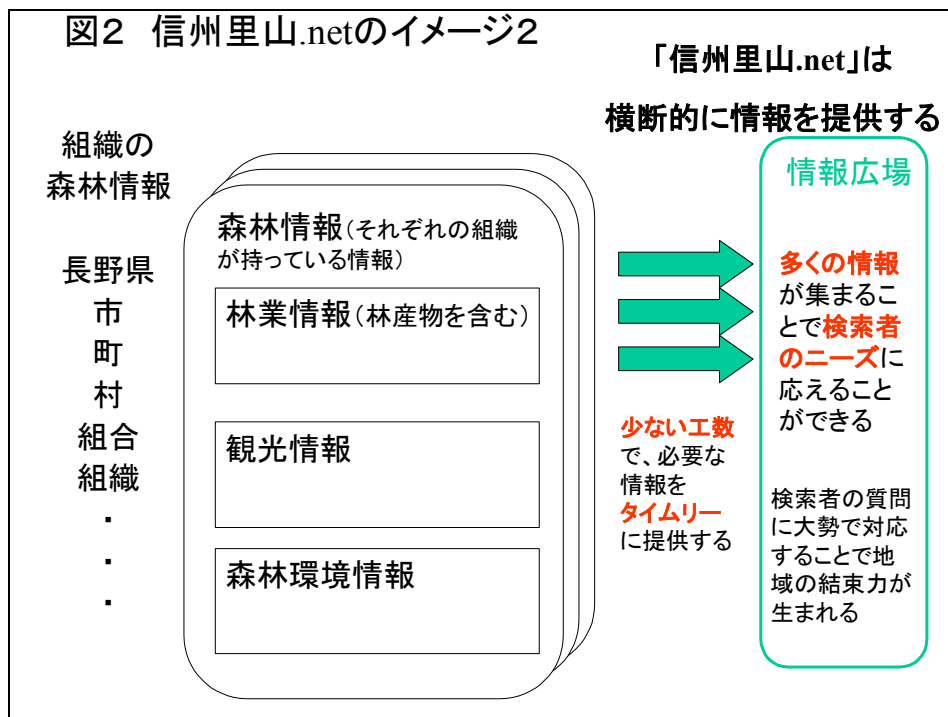 図2 信州里山.netのイメージ2
「信州里山.net」は
横断的に情報を提供する
組織の
森林情報
長野県
市
町
村
組合
組織
・
・
・
森林情報(それぞれの組織
が持っている情報)
林業情報(林産物を含む)
観光情報
森林環境情報
少ない工数
で、必要な
情報を
タイムリー
に提供する
情報広場
多くの情報
が集まるこ
とで検索者
のニーズに
応えること
ができる
検索者の質問
に大勢で対応
することで地
域の結束力が
生まれる